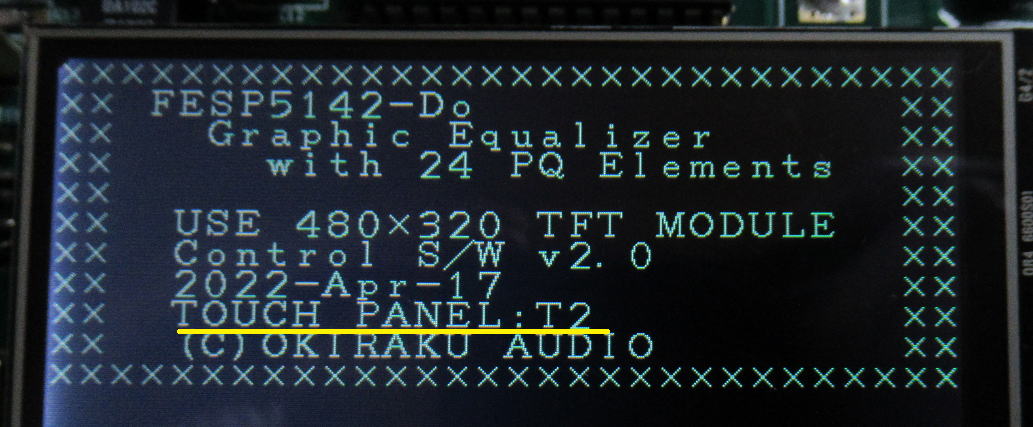 ××××××××××××××××××××××××××××××
×× FESP5142-Do ××
×× Graphic Equalizer ××
×× with 24 PQ Elements ××
×× ××
×× USE 480×320 TFT MODULE ××
×× Control S/W v2.0 ××
×× 2022-Apr-17 ××
×× TOUCH PANEL:T2 ××
×× (C)OKIRAKU AUDIO ××
××××××××××××××××××××××××××××××